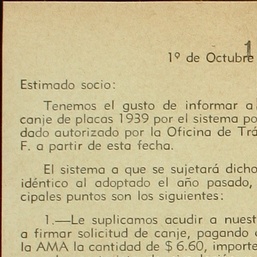 1
1º de Octubre
Estimado socio:
Tenemos el gusto de informar a
canje de placas 1939 por el sistema po
dado autorizado por la Oficina de Trá
F. a partir de esta fecha.
El sistema a que se sujetará dicho
idéntico al adoptado el año pasado,
cipales puntos son los siguientes:
1.—Le suplicamos acudir a nuest
a firmar solicitud de canje, pagando
la AMA la cantidad de $ 6.60, importe